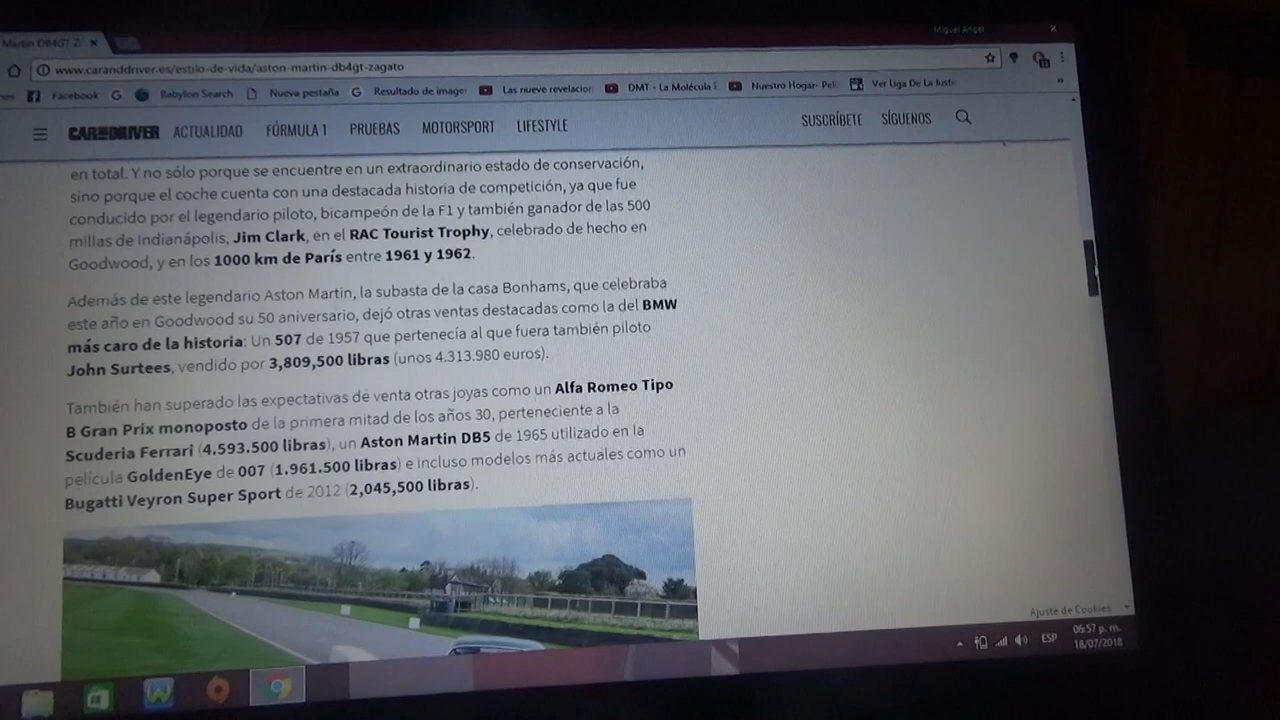 Miguel Angel
Martin DB4GT Z
www.caranddriver.es/estilo-de-vida/aston-martin-db4gt-zagato
nes Facebook Babylon Search Nueva pestaña Resultado de image Las nueve revelacion DMT - La Molécula Nuestro Hogar- Peli Ver Liga De La Justic
CAR AND DRIVER ACTUALIDAD FÓRMULA 1 PRUEBAS MOTORSPORT LIFESTYLE SUSCRÍBETE SÍGUENOS
en total. Y no sólo porque se encuentre en un extraordinario estado de conservación,
sino porque el coche cuenta con una destacada historia de competición, ya que fue
conducido por el legendario piloto, bicampeón de la F1 y también ganador de las 500
millas de Indianápolis, Jim Clark, en el RAC Tourist Trophy, celebrado de hecho en
Goodwood, y en los 1000 km de París entre 1961 y 1962.
Además de este legendario Aston Martin, la subasta de la casa Bonhams, que celebraba
este año en Goodwood su 50 aniversario, dejó otras ventas destacadas como la del BMW
más caro de la historia: Un 507 de 1957 que pertenecía al que fuera también piloto
John Surtees, vendido por 3,809,500 libras (unos 4.313.980 euros).
También han superado las expectativas de venta otras joyas como un Alfa Romeo Tipo
B Gran Prix monoposto de la primera mitad de los años 30, perteneciente a la
Scuderia Ferrari (4.593.500 libras), un Aston Martin DB5 de 1965 utilizado en la
película GoldenEye de 007 (1.961.500 libras) e incluso modelos más actuales como un
Bugatti Veyron Super Sport de 2012 (2,045,500 libras).
Ajuste de Cookies
ESP
06:57 p. m.
18/07/2018